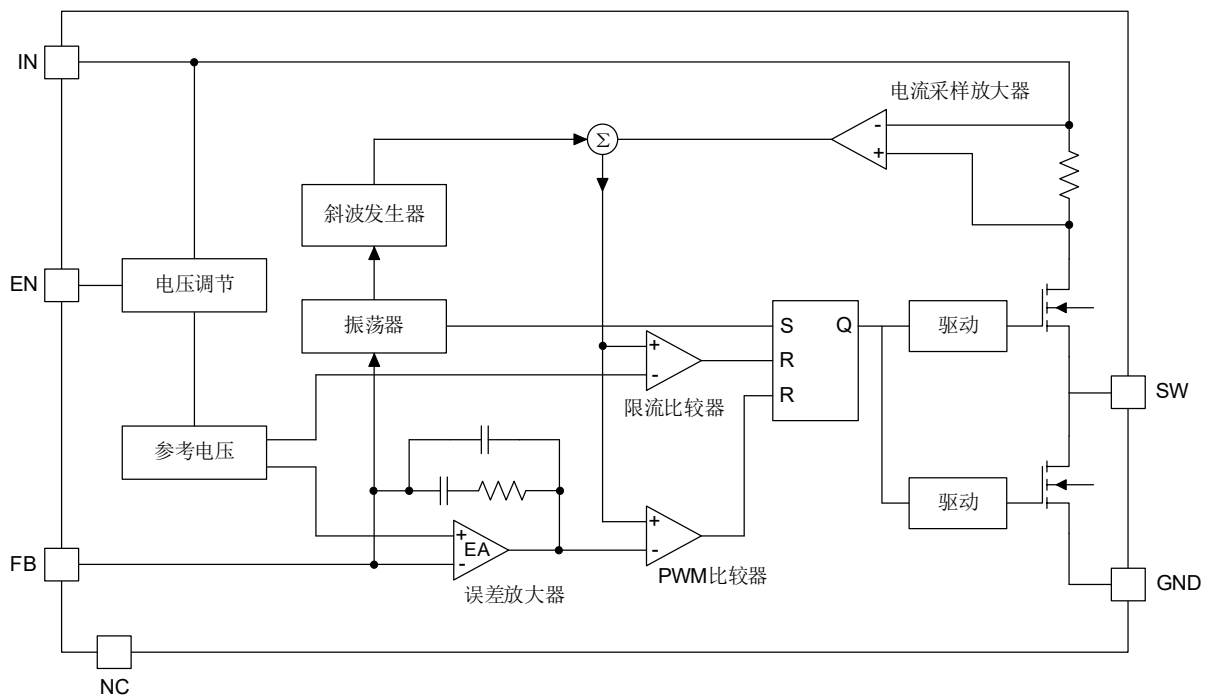 IN
电流采样放大器
-
+
Σ
斜波发生器
EN
电压调节
振荡器
S
Q
R
R
驱动
+
-
限流比较器
SW
参考电压
驱动
+
-
EA
+
-
FB
误差放大器
PWM比较器
GND
NC